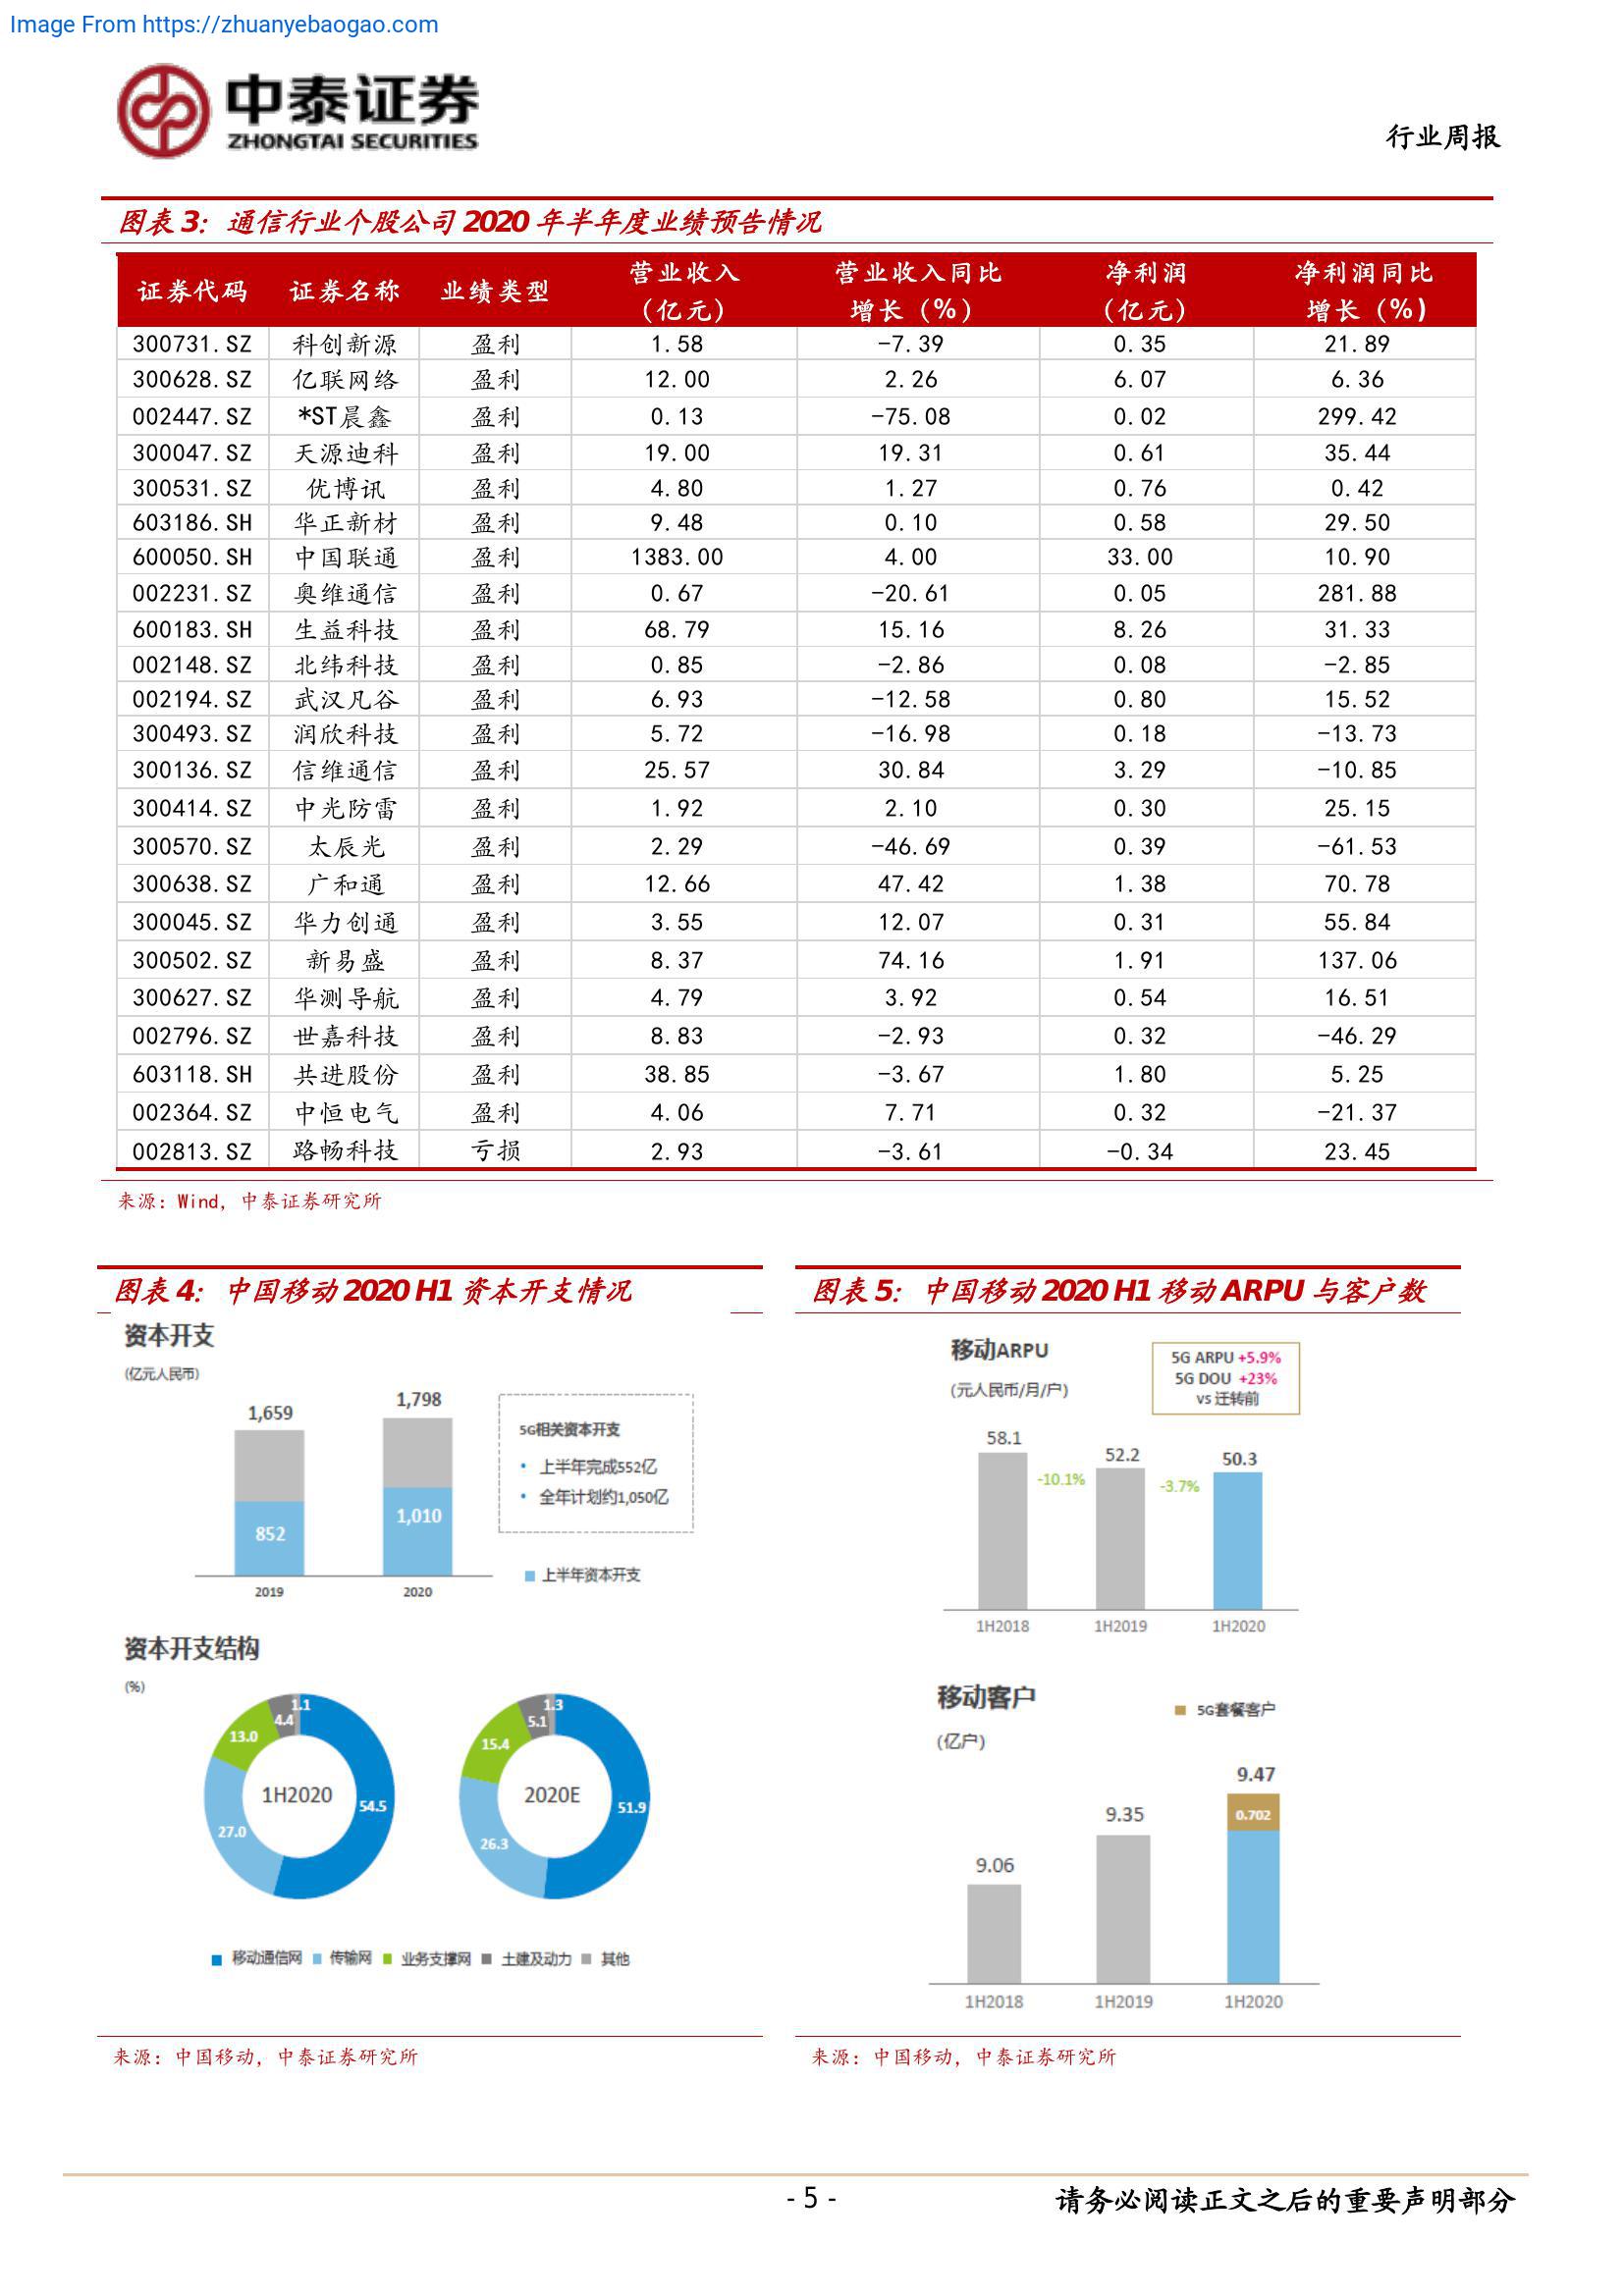 Image From https://zhuanyebaogao.com
中泰证券
ZHONGTAI SECURITIES
行业周报
图表 3： 通信行业个股公司 2020 年半年度业绩预告情况
证券代码 证券名称 业绩类型 营业收入（亿元） 营业收入同比增长（%） 净利润（亿元） 净利润同比增长（%）
300731.SZ 科创新源 盈利 1.58 -7.39 0.35 21.89
300628.SZ 亿联网络 盈利 12.00 2.26 6.07 6.36
002447.SZ *ST晨鑫 盈利 0.13 -75.08 0.02 299.42
300047.SZ 天源迪科 盈利 19.00 19.31 0.61 35.44
300531.SZ 优博讯 盈利 4.80 1.27 0.76 0.42
603186.SH 华正新材 盈利 9.48 0.10 0.58 29.50
600050.SH 中国联通 盈利 1383.00 4.00 33.00 10.90
002231.SZ 奥维通信 盈利 0.67 -20.61 0.05 281.88
600183.SH 生益科技 盈利 68.79 15.16 8.26 31.33
002148.SZ 北纬科技 盈利 0.85 -2.86 0.08 -2.85
002194.SZ 武汉凡谷 盈利 6.93 -12.58 0.80 15.52
300493.SZ 润欣科技 盈利 5.72 -16.98 0.18 -13.73
300136.SZ 信维通信 盈利 25.57 30.84 3.29 -10.85
300414.SZ 中光防雷 盈利 1.92 2.10 0.30 25.15
300570.SZ 太辰光 盈利 2.29 -46.69 0.39 -61.53
300638.SZ 广和通 盈利 12.66 47.42 1.38 70.78
300045.SZ 华力创通 盈利 3.55 12.07 0.31 55.84
300502.SZ 新易盛 盈利 8.37 74.16 1.91 137.06
300627.SZ 华测导航 盈利 4.79 3.92 0.54 16.51
002796.SZ 世嘉科技 盈利 8.83 -2.93 0.32 -46.29
603118.SH 共进股份 盈利 38.85 -3.67 1.80 5.25
002364.SZ 中恒电气 盈利 4.06 7.71 0.32 -21.37
002813.SZ 路畅科技 亏损 2.93 -3.61 -0.34 23.45
来源：Wind，中泰证券研究所
图表 4： 中国移动 2020 H1 资本开支情况
资本开支
(亿元人民币)
1,659
1,798
852
1,010
2019
2020
5G相关资本开支
• 上半年完成552亿
• 全年计划约1,050亿
上半年资本开支
资本开支结构
(%)
1.1
4.4
13.0
27.0
54.5
1H2020
1.3
5.1
15.4
26.3
51.9
2020E
移动通信网 传输网 业务支撑网 土建及动力 其他
来源：中国移动，中泰证券研究所
图表 5： 中国移动 2020 H1 移动 ARPU 与客户数
移动ARPU
(元人民币/月/户)
5G ARPU +5.9%
5G DOU +23%
vs 迁转前
58.1
-10.1%
52.2
-3.7%
50.3
1H2018 1H2019 1H2020
移动客户
(亿户)
5G套餐客户
9.06
9.35
9.47
0.702
1H2018 1H2019 1H2020
来源：中国移动，中泰证券研究所
- 5 -
请务必阅读正文之后的重要声明部分